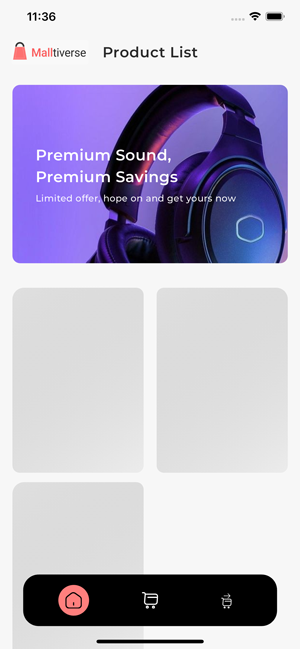 11:36
Malltiverse
Product List
Premium Sound,
Premium Savings
Limited offer, hope on and get yours now